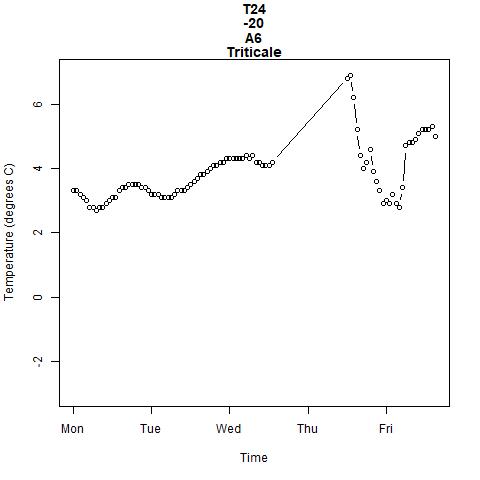 T24
-20
A6
Triticale
Temperature (degrees C)
6
4
2
0
-2
Mon Tue Wed Thu Fri
Time